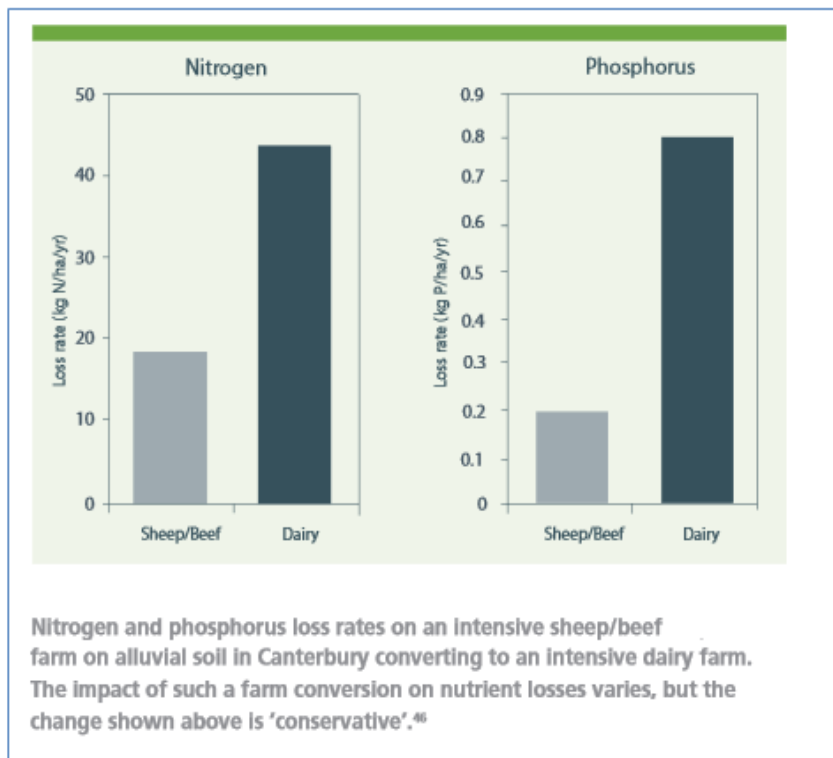 Nitrogen
50
40
30
20
10
0
Loss rate (kg N/ha/yr)
Sheep/Beef Dairy
Phosphorus
0.9
0.8
0.7
0.6
0.5
0.4
0.3
0.2
0.1
0
Loss rate (kg P/ha/yr)
Sheep/Beef Dairy
Nitrogen and phosphorus loss rates on an intensive sheep/beef
farm on alluvial soil in Canterbury converting to an intensive dairy farm.
The impact of such a farm conversion on nutrient losses varies, but the
change shown above is ‘conservative’.⁴⁶